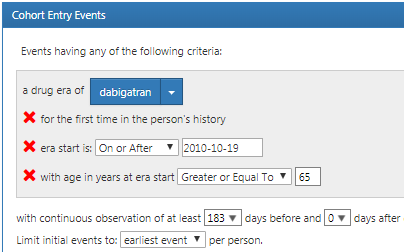 Cohort Entry Events
Events having any of the following criteria:
a drug era of dabigatran
for the first time in the person's history
era start is: On or After 2010-10-19
with age in years at era start Greater or Equal To 65
with continuous observation of at least 183 days before and 0 days after
Limit initial events to: earliest event per person.